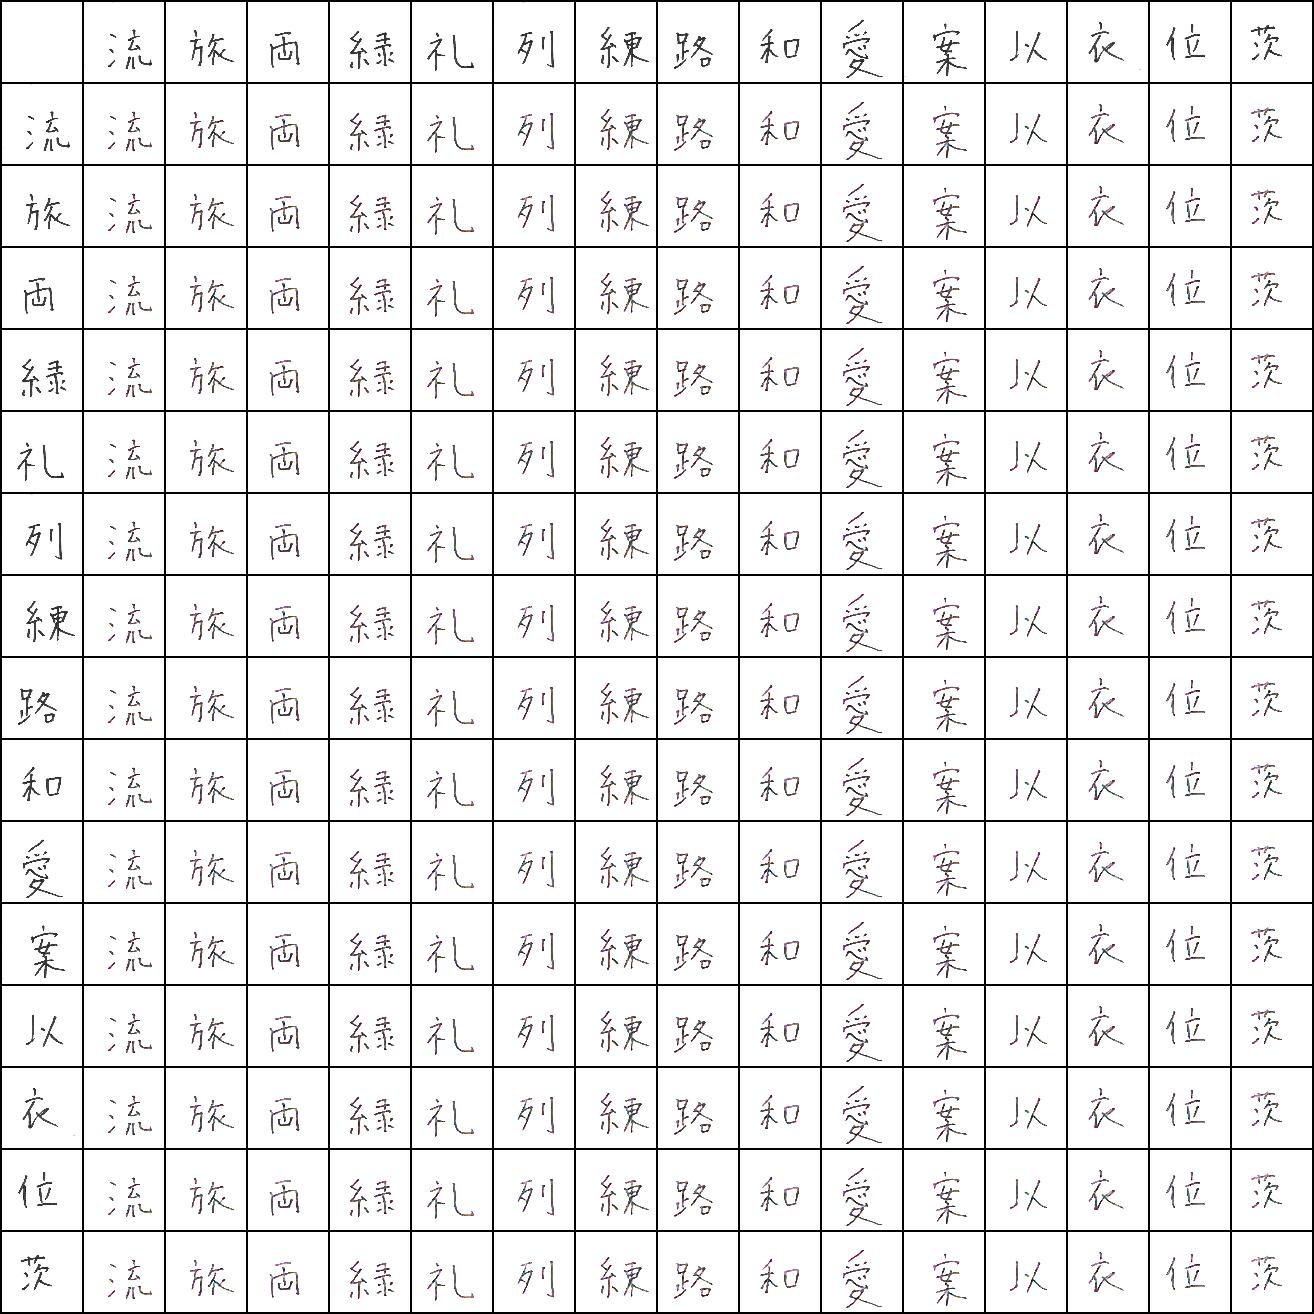 流 旅 両 緑 礼 列 練 路 和 愛 案 以 衣 位 茨
流 流 旅 両 緑 礼 列 練 路 和 愛 案 以 衣 位 茨
旅 流 旅 両 緑 礼 列 練 路 和 愛 案 以 衣 位 茨
両 流 旅 両 緑 礼 列 練 路 和 愛 案 以 衣 位 茨
緑 流 旅 両 緑 礼 列 練 路 和 愛 案 以 衣 位 茨
礼 流 旅 両 緑 礼 列 練 路 和 愛 案 以 衣 位 茨
列 流 旅 両 緑 礼 列 練 路 和 愛 案 以 衣 位 茨
練 流 旅 両 緑 礼 列 練 路 和 愛 案 以 衣 位 茨
路 流 旅 両 緑 礼 列 練 路 和 愛 案 以 衣 位 茨
和 流 旅 両 緑 礼 列 練 路 和 愛 案 以 衣 位 茨
愛 流 旅 両 緑 礼 列 練 路 和 愛 案 以 衣 位 茨
案 流 旅 両 緑 礼 列 練 路 和 愛 案 以 衣 位 茨
以 流 旅 両 緑 礼 列 練 路 和 愛 案 以 衣 位 茨
衣 流 旅 両 緑 礼 列 練 路 和 愛 案 以 衣 位 茨
位 流 旅 両 緑 礼 列 練 路 和 愛 案 以 衣 位 茨
茨 流 旅 両 緑 礼 列 練 路 和 愛 案 以 衣 位 茨